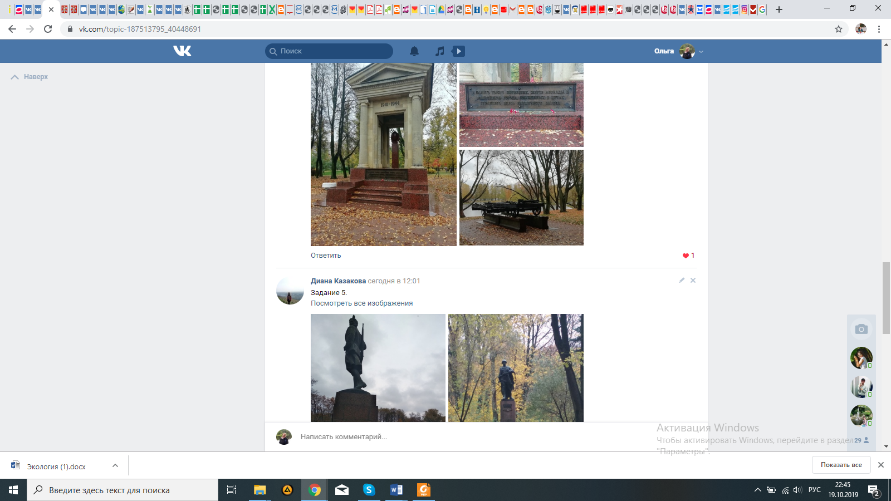 vk.com/topic-187513795_40448691
Поиск
Ольга
Наверх
Ответить
1
Диана Казакова сегодня в 12:01
Задание 5.
Посмотреть все изображения
Написать комментарий...
29
Активация Windows
Чтобы активировать Windows, перейдите в раздел
"Параметры".
Экология (1).docx
Показать все
Введите здесь текст для поиска
РУС
22:45
19.10.2019
2